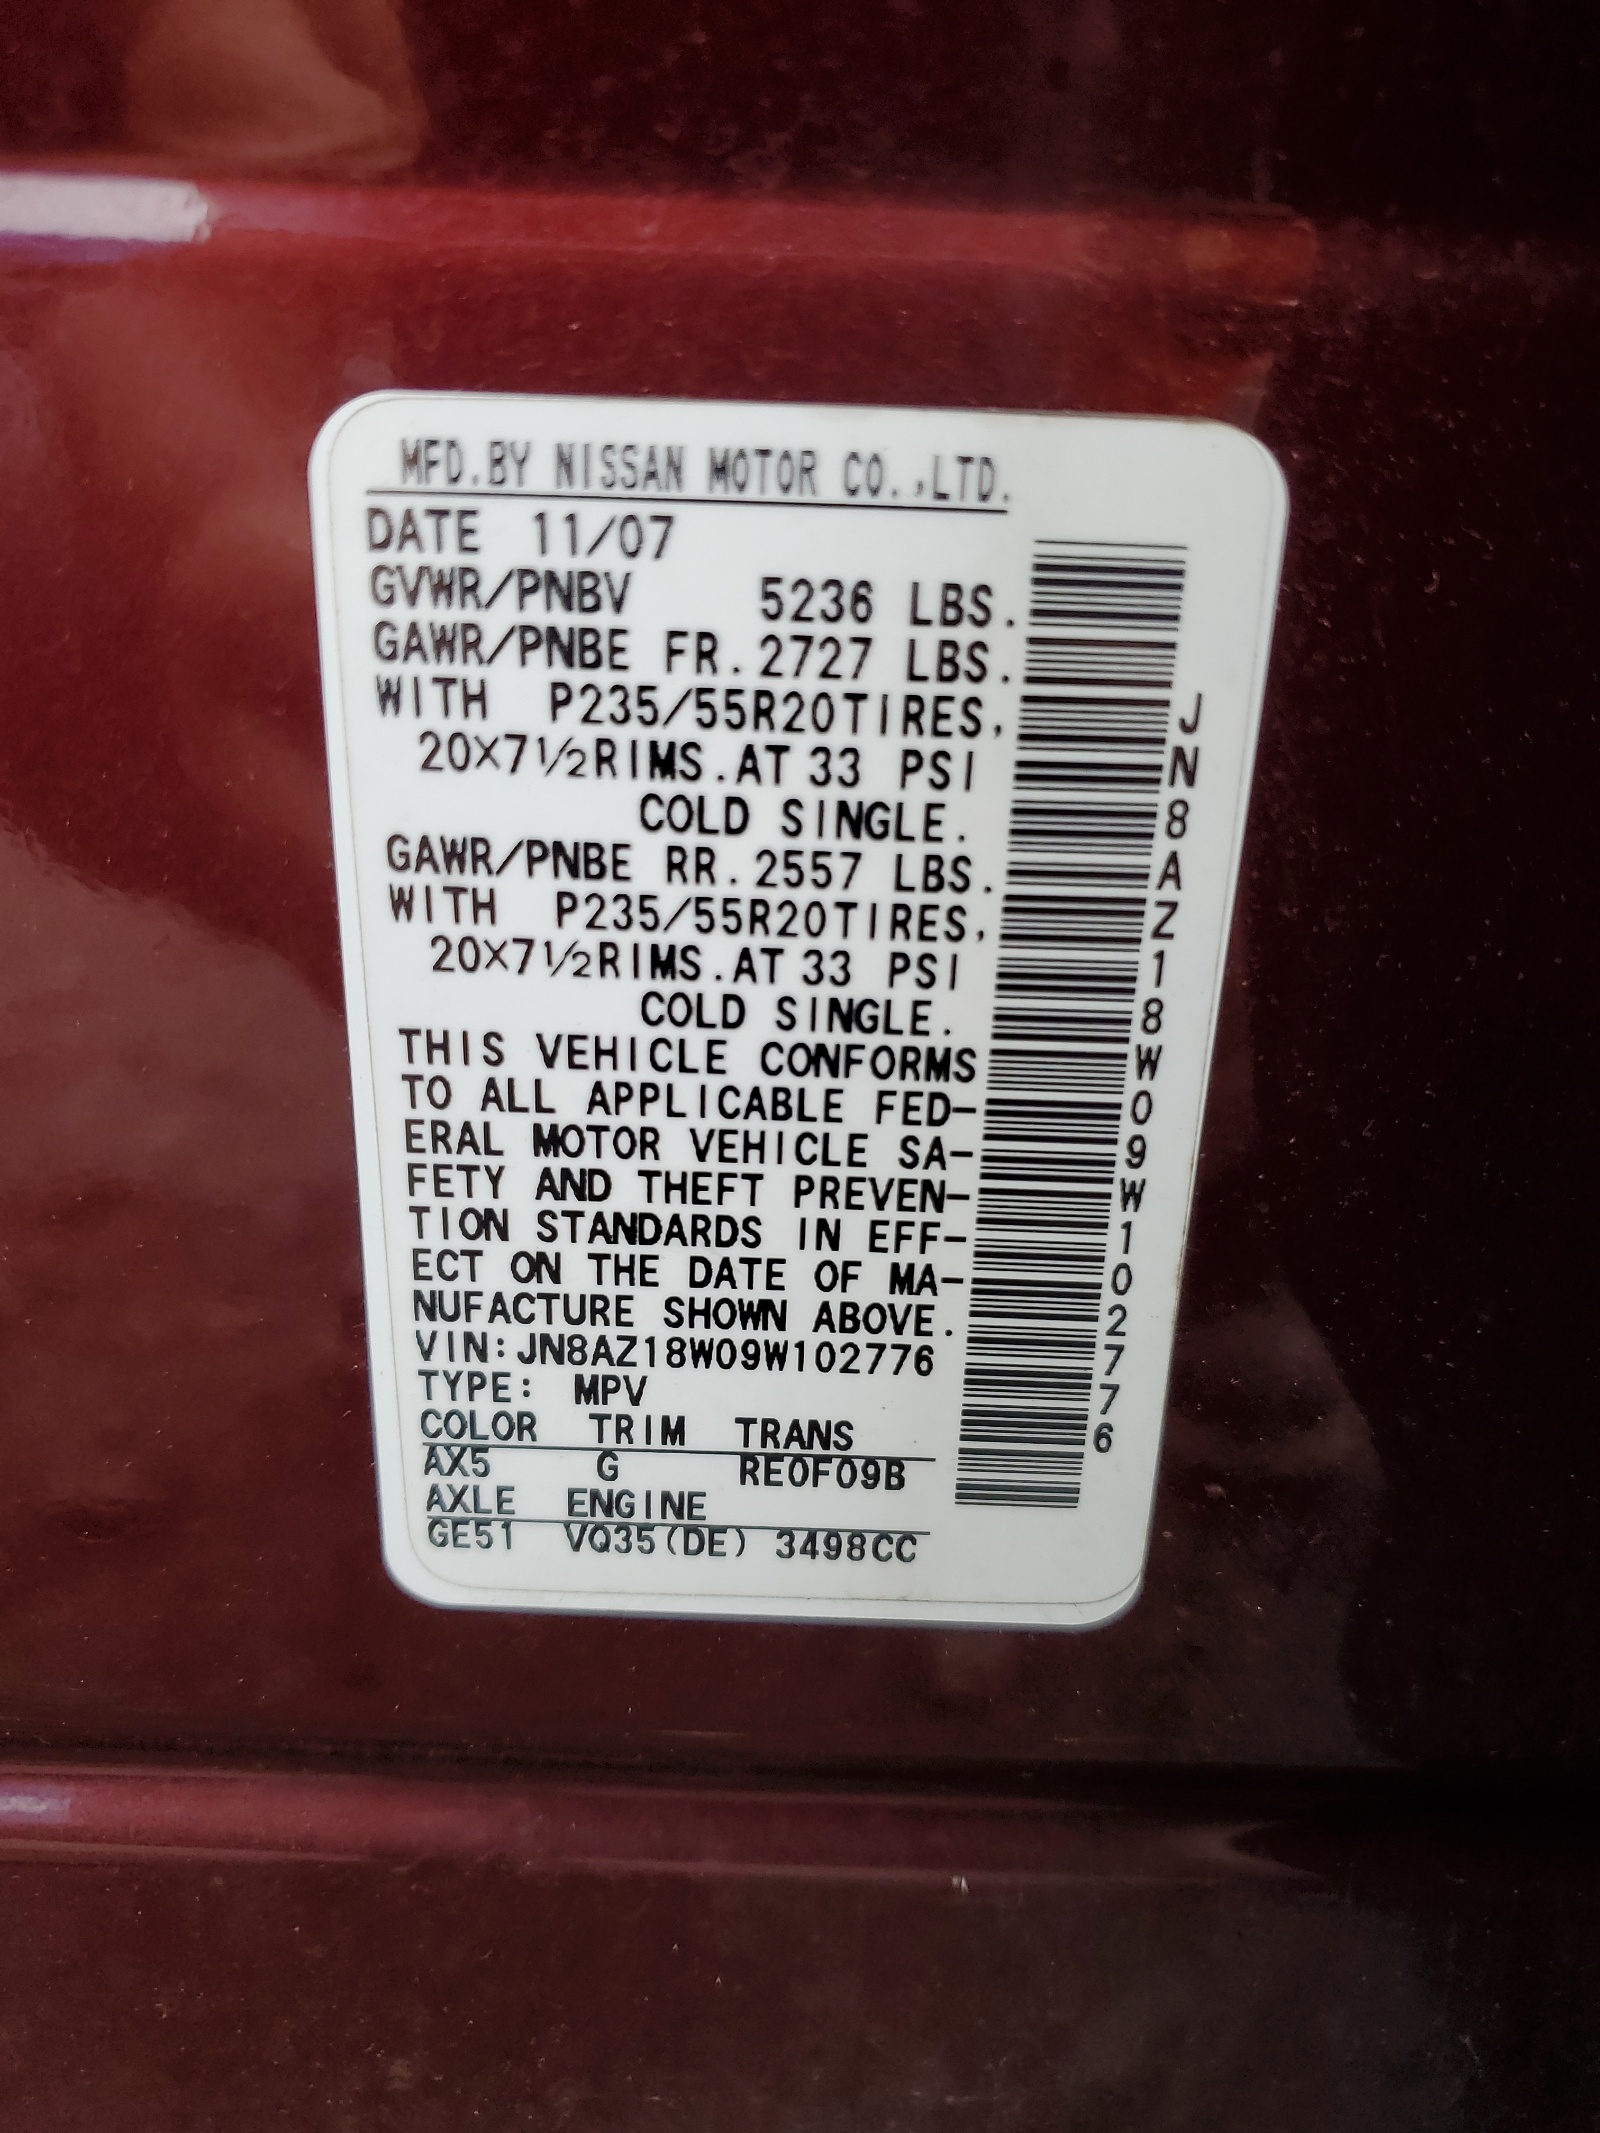 MFD.BY NISSAN MOTOR CO.,LTD.
DATE 11/07
GVWR/PNBV 5236 LBS.
GAWR/PNBE FR.2727 LBS.
WITH P235/55R20TIRES,
20X7½RIMS.AT 33 PSI
COLD SINGLE.
GAWR/PNBE RR.2557 LBS.
WITH P235/55R20TIRES,
20X7½RIMS.AT 33 PSI
COLD SINGLE.
THIS VEHICLE CONFORMS
TO ALL APPLICABLE FED-
ERAL MOTOR VEHICLE SA-
FETY AND THEFT PREVEN-
TION STANDARDS IN EFF-
ECT ON THE DATE OF MA-
NUFACTURE SHOWN ABOVE.
VIN:JN8AZ18W09W102776
TYPE: MPV
COLOR TRIM TRANS
AX5 G RE0F09B
AXLE ENGINE
GE51 VQ35(DE) 3498CC
JN8AZ18W09W102776